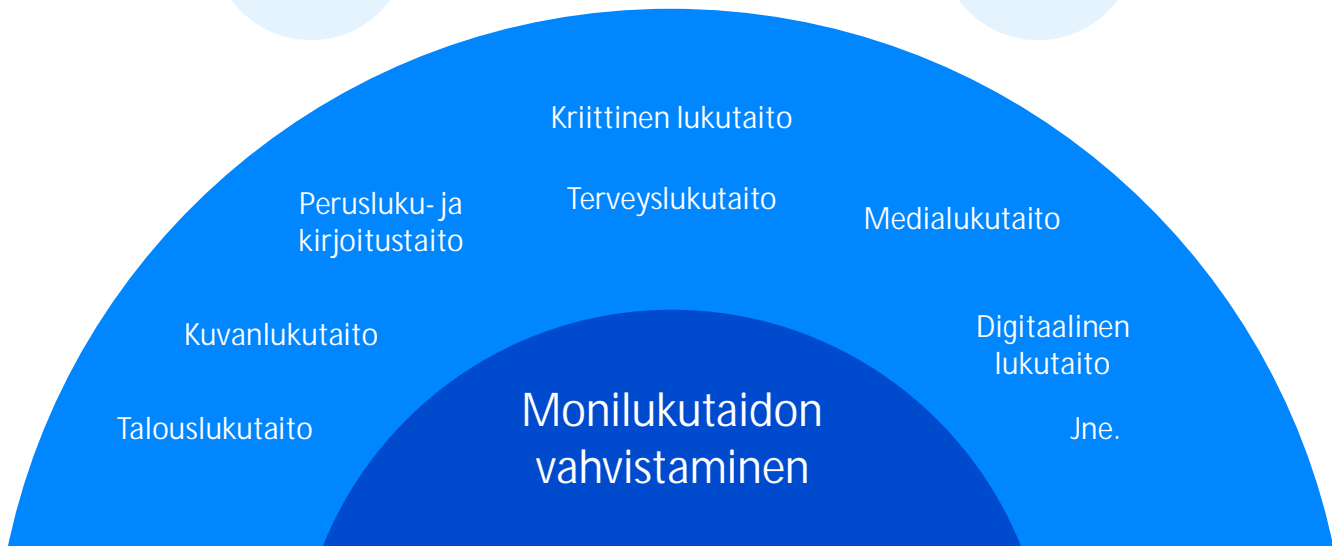 Kriittinen lukutaito
Terveyslukutaito
Perusluku- ja
kirjoitustaito
Medialukutaito
Kuvanlukutaito
Digitaalinen
lukutaito
Talouslukutaito
Jne.
Monilukutaidon
vahvistaminen